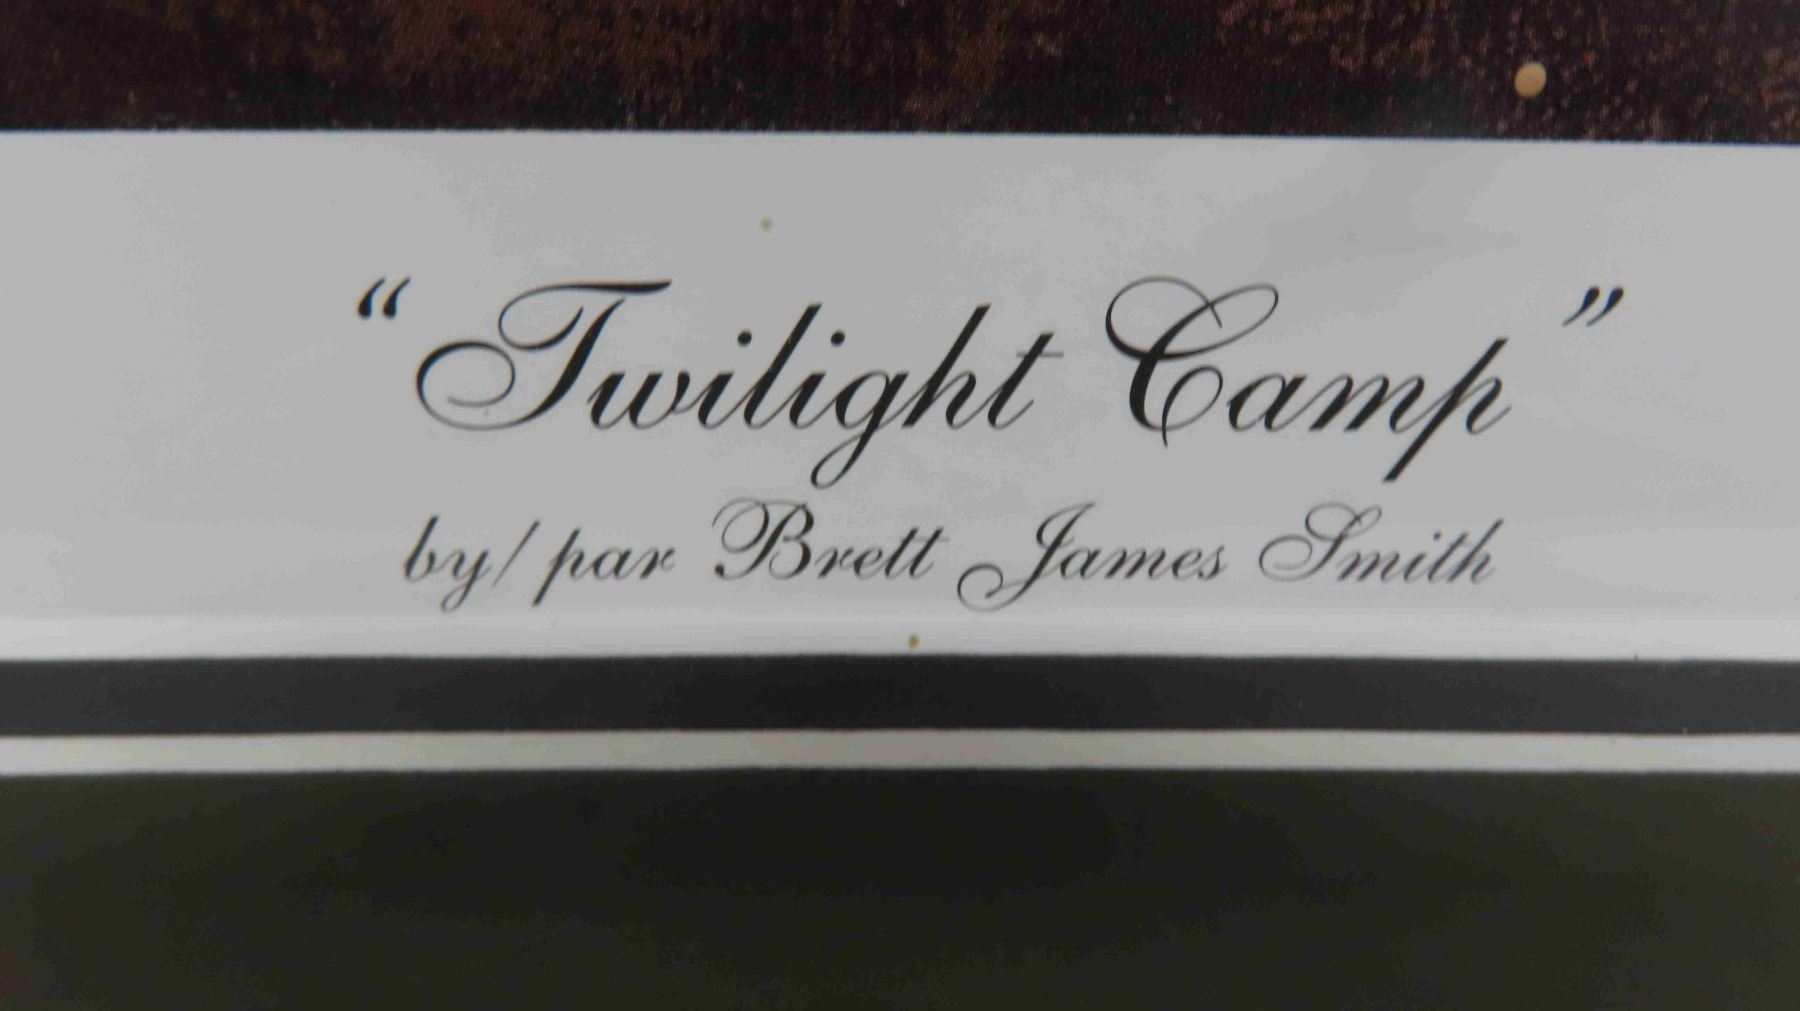 “Twilight Camp”
by/par Brett James Smith